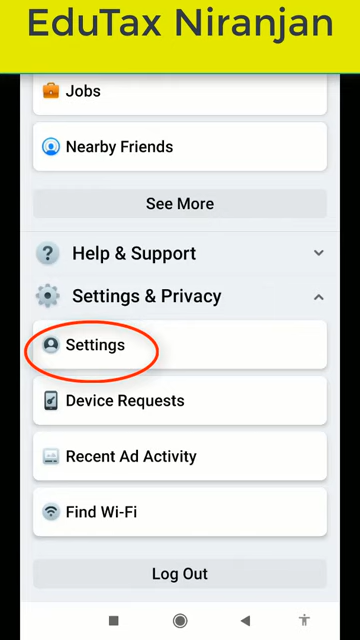 EduTax Niranjan
Jobs
Nearby Friends
See More
Help & Support
Settings & Privacy
Settings
Device Requests
Recent Ad Activity
Find Wi-Fi
Log Out